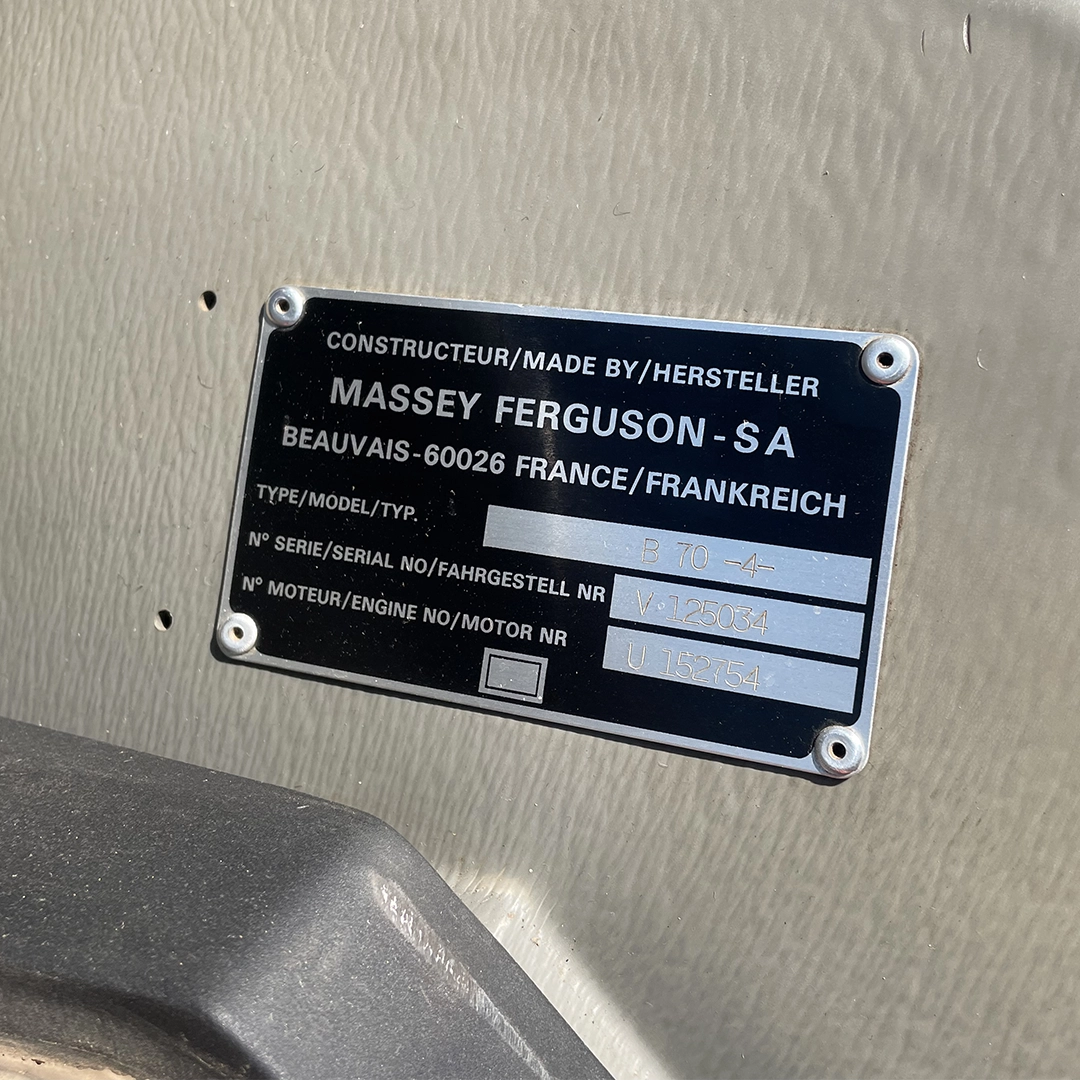 CONSTRUCTEUR/MADE BY/HERSTELLER
MASSEY FERGUSON-SA
BEAUVAIS-60026 FRANCE/FRANKREICH
TYPE/MODEL/TYP. B 70 -4-
N° SERIE/SERIAL NO/FAHRGESTELL NR V 125034
N° MOTEUR/ENGINE NO/MOTOR NR U 152754